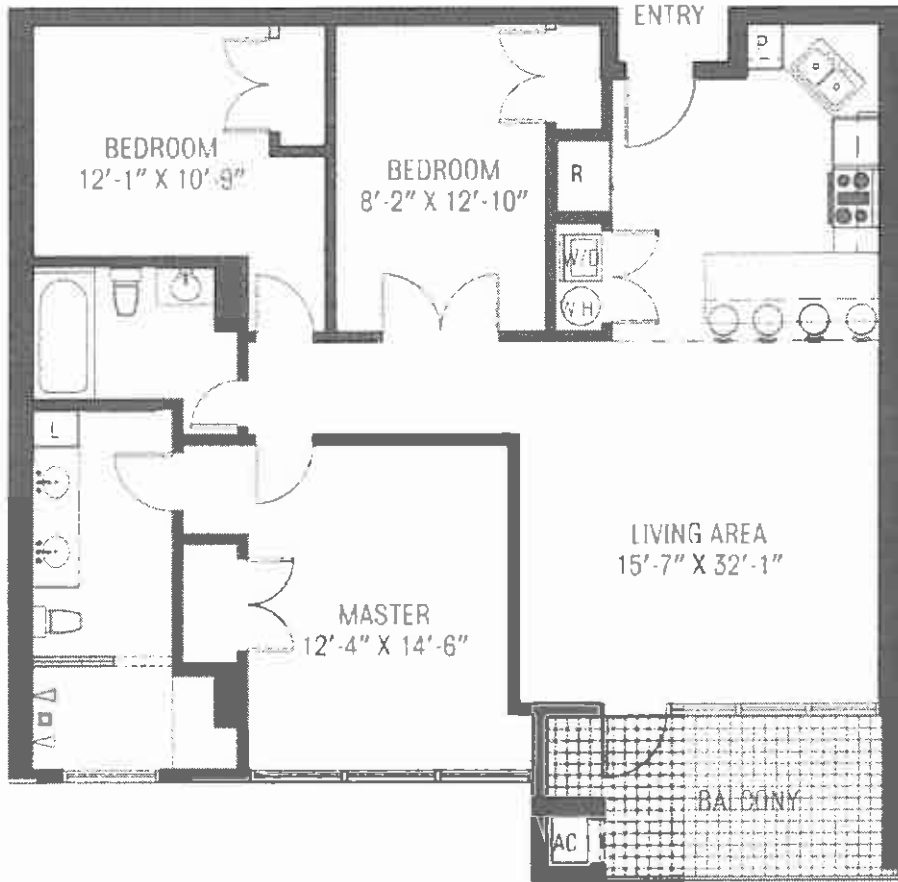 ENTRY
D
BEDROOM
12'-1" X 10'-9"
BEDROOM
8'-2" X 12'-10"
R
W/D
L
LIVING AREA
15'-7" X 32'-1"
MASTER
12'-4" X 14'-6"
BALCONY
AC